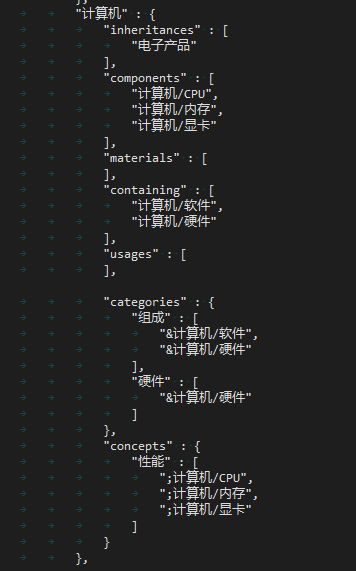 },
"计算机" : {
"inheritances" : [
"电子产品"
],
"components" : [
"计算机/CPU",
"计算机/内存",
"计算机/显卡"
],
"materials" : [
],
"containing" : [
"计算机/软件",
"计算机/硬件"
],
"usages" : [
],
"categories" : {
"组成" : [
"&计算机/软件",
"&计算机/硬件"
],
"硬件" : [
"&计算机/硬件"
]
},
"concepts" : {
"性能" : [
";计算机/CPU",
";计算机/内存",
";计算机/显卡"
]
}
},